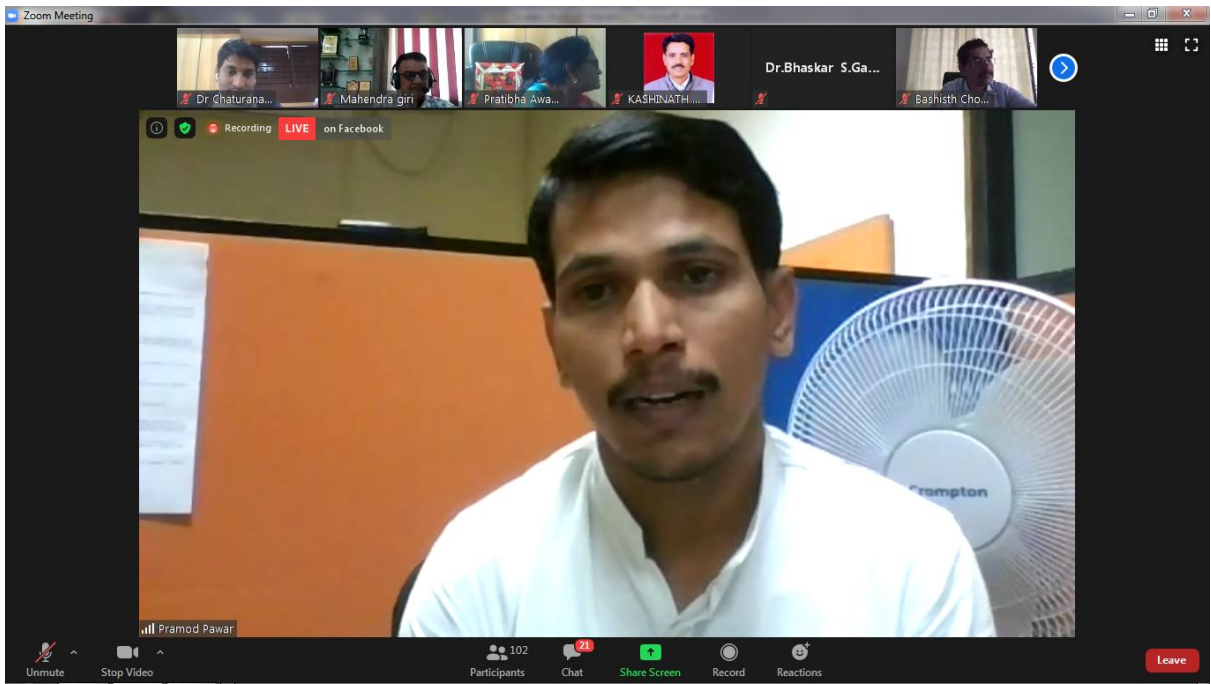 Zoom Meeting
Dr Chaturana...
Mahendra giri
Pratibha Awa...
KASHINATH ...
Dr.Bhaskar S.Ga...
Bashisth Cho...
Recording LIVE on Facebook
Crompton
Pramod Pawar
102
21
Unmute
Stop Video
Participants
Chat
Share Screen
Record
Reactions
Leave